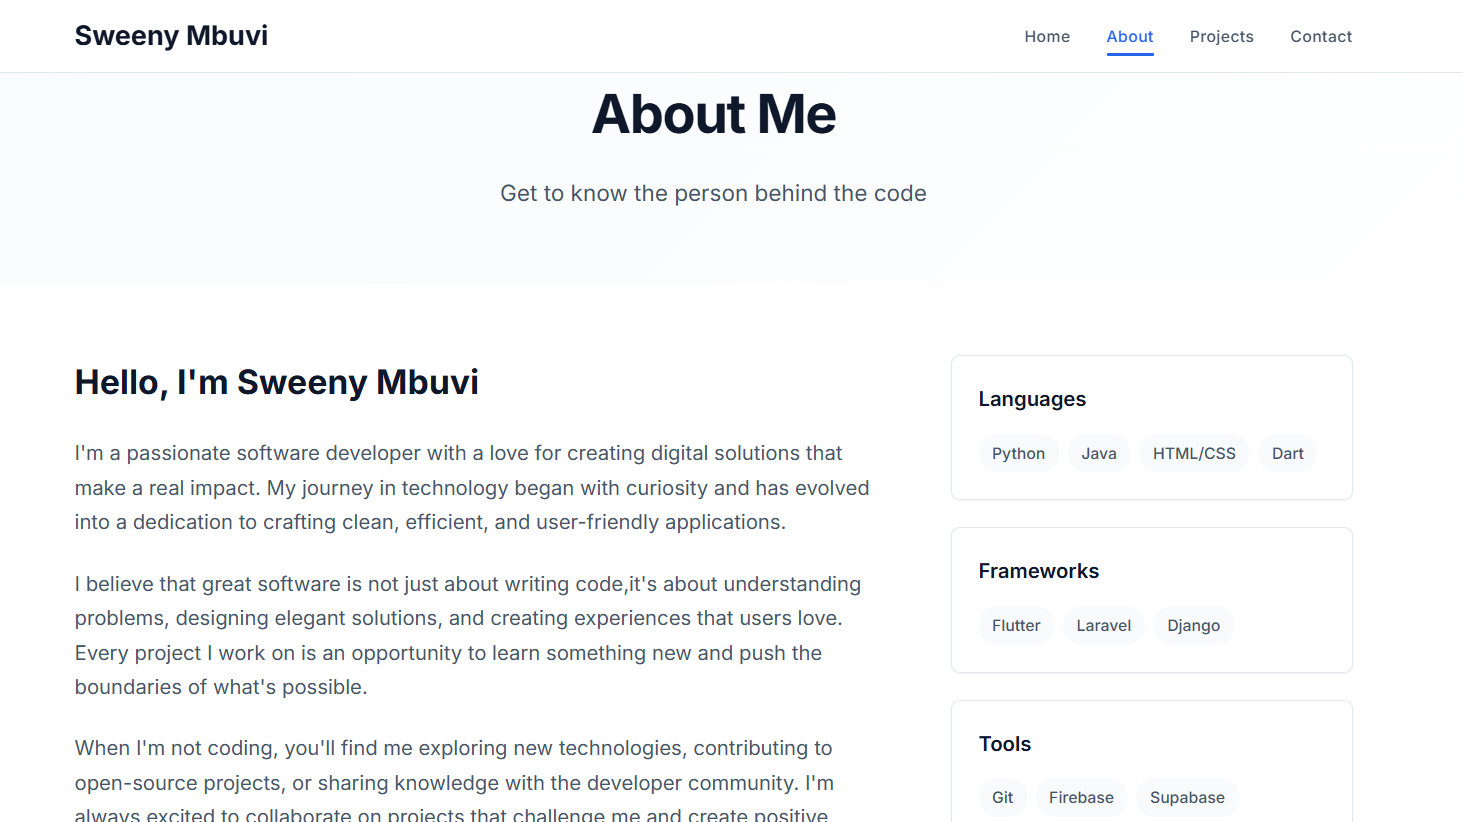 Sweeny Mbuvi
Home About Projects Contact
About Me
Get to know the person behind the code
Hello, I'm Sweeny Mbuvi
I'm a passionate software developer with a love for creating digital solutions that
make a real impact. My journey in technology began with curiosity and has evolved
into a dedication to crafting clean, efficient, and user-friendly applications.
I believe that great software is not just about writing code,it's about understanding
problems, designing elegant solutions, and creating experiences that users love.
Every project I work on is an opportunity to learn something new and push the
boundaries of what's possible.
When I'm not coding, you'll find me exploring new technologies, contributing to
open-source projects, or sharing knowledge with the developer community. I'm
always excited to collaborate on projects that challenge me and create positive
Languages
Python Java HTML/CSS Dart
Frameworks
Flutter Laravel Django
Tools
Git Firebase Supabase